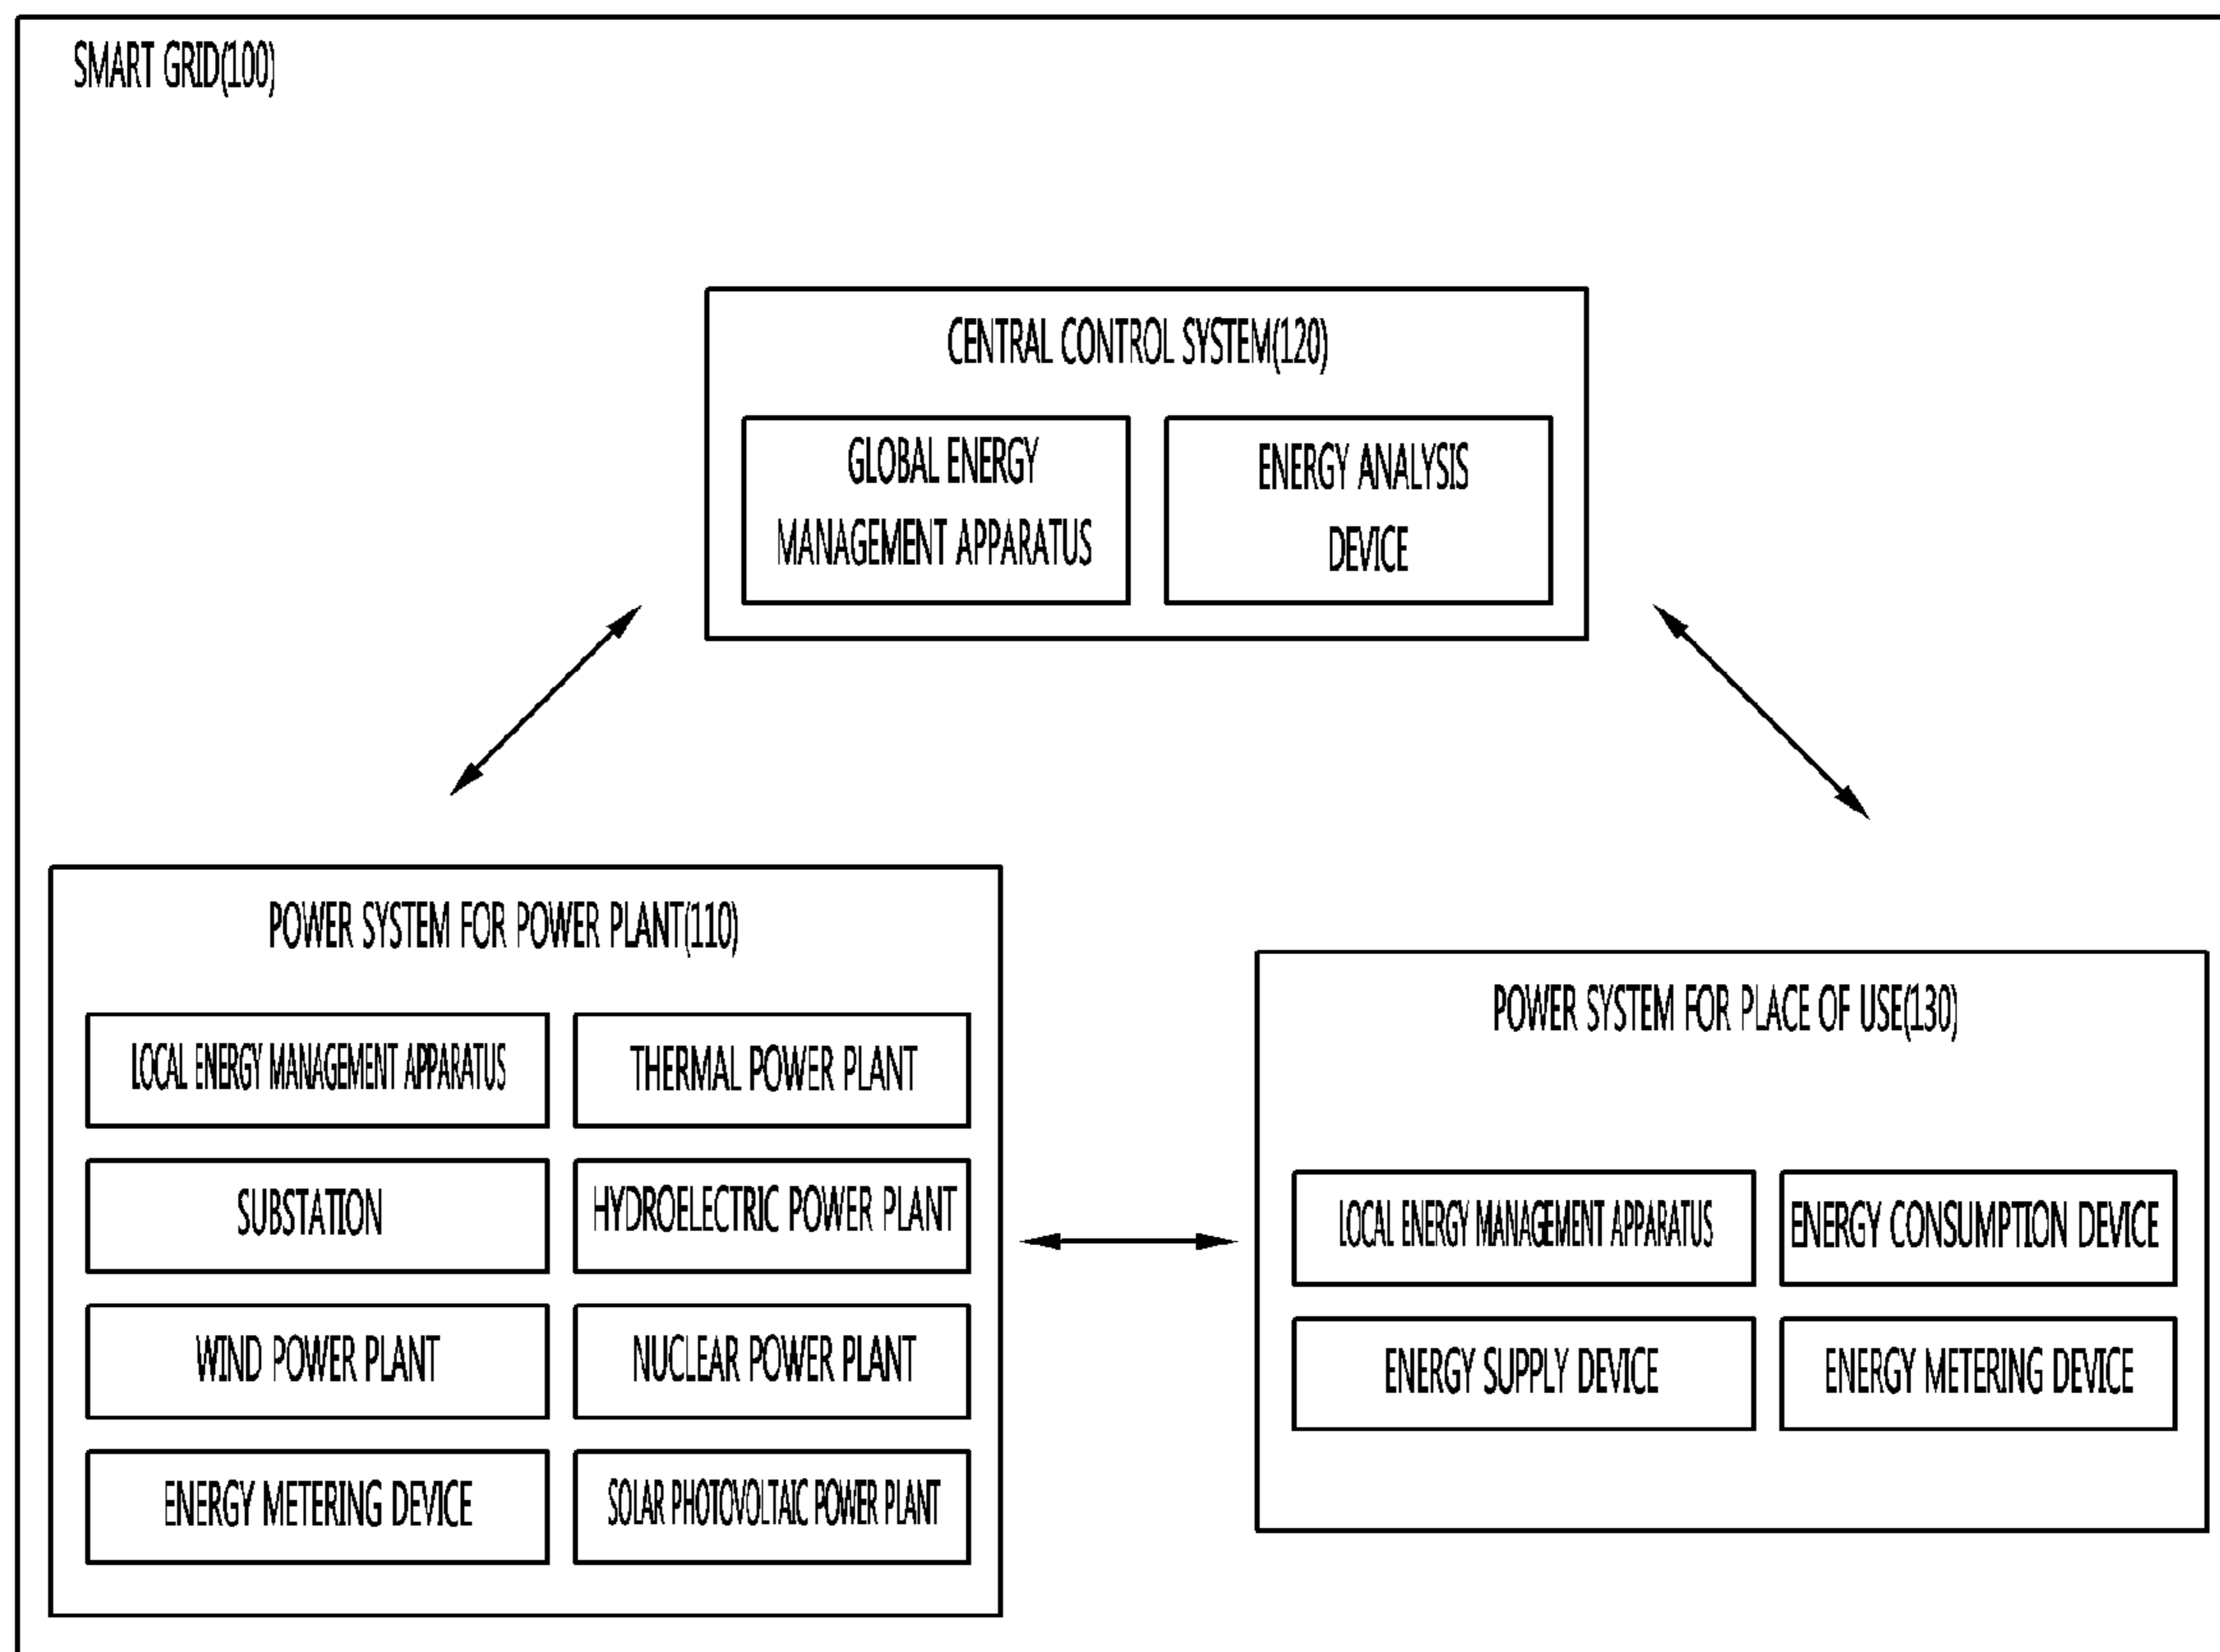 SMART GRID(100)
CENTRAL CONTROL SYSTEM(120)
GLOBAL ENERGY
MANAGEMENT APPARATUS
ENERGY ANALYSIS
DEVICE
POWER SYSTEM FOR POWER PLANT(110)
LOCAL ENERGY MANAGEMENT APPARATUS
THERMAL POWER PLANT
SUBSTATION
HYDROELECTRIC POWER PLANT
WIND POWER PLANT
NUCLEAR POWER PLANT
ENERGY METERING DEVICE
SOLAR PHOTOVOLTAIC POWER PLANT
POWER SYSTEM FOR PLACE OF USE(130)
LOCAL ENERGY MANAGEMENT APPARATUS
ENERGY CONSUMPTION DEVICE
ENERGY SUPPLY DEVICE
ENERGY METERING DEVICE